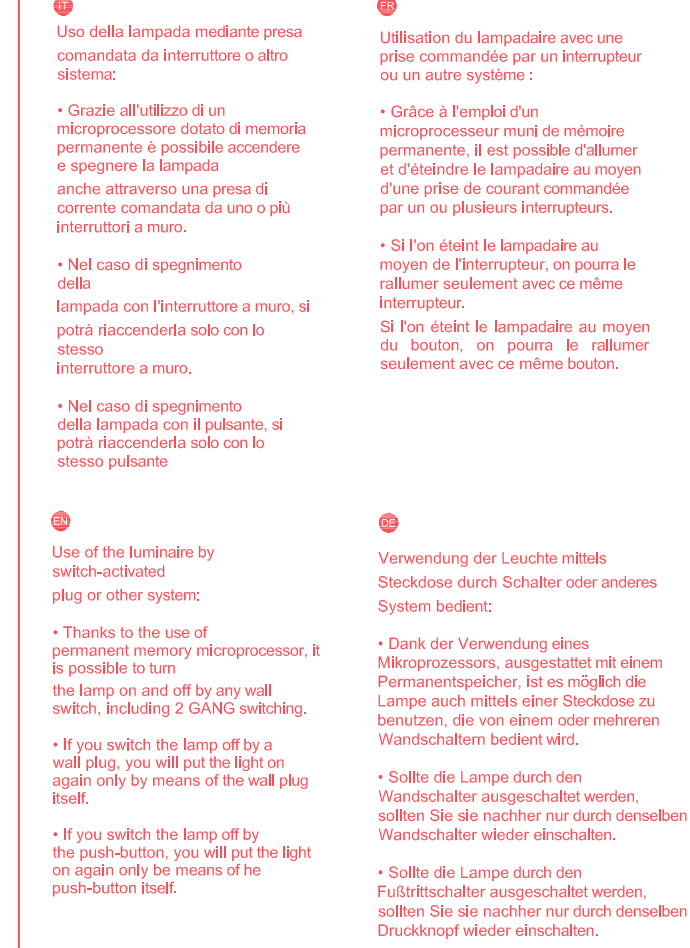 IT
Uso della lampada mediante presa
comandata da interruttore o altro
sistema:
• Grazie all'utilizzo di un
microprocessore dotato di memoria
permanente è possibile accendere
e spegnere la lampada
anche attraverso una presa di
corrente comandata da uno o più
interruttori a muro.
• Nel caso di spegnimento
della
lampada con l'interruttore a muro, si
potrà riaccenderla solo con lo
stesso
interruttore a muro.
• Nel caso di spegnimento
della lampada con il pulsante, si
potrà riaccenderla solo con lo
stesso pulsante
FR
Utilisation du lampadaire avec une
prise commandée par un interrupteur
ou un autre système :
• Grâce à l'emploi d'un
microprocesseur muni de mémoire
permanente, il est possible d'allumer
et d'éteindre le lampadaire au moyen
d'une prise de courant commandée
par un ou plusieurs interrupteurs.
• Si l'on éteint le lampadaire au
moyen de l'interrupteur, on pourra le
rallumer seulement avec ce même
interrupteur.
Si l'on éteint le lampadaire au moyen
du bouton, on pourra le rallumer
seulement avec ce même bouton.
EN
Use of the luminaire by
switch-activated
plug or other system:
• Thanks to the use of
permanent memory microprocessor, it
is possible to turn
the lamp on and off by any wall
switch, including 2 GANG switching.
• If you switch the lamp off by a
wall plug, you will put the light on
again only by means of the wall plug
itself.
• If you switch the lamp off by
the push-button, you will put the light
on again only be means of he
push-button itself.
DE
Verwendung der Leuchte mittels
Steckdose durch Schalter oder anderes
System bedient:
• Dank der Verwendung eines
Mikroprozessors, ausgestattet mit einem
Permanentspeicher, ist es möglich die
Lampe auch mittels einer Steckdose zu
benutzen, die von einem oder mehreren
Wandschaltern bedient wird.
• Sollte die Lampe durch den
Wandschalter ausgeschaltet werden,
sollten Sie sie nachher nur durch denselben
Wandschalter wieder einschalten.
• Sollte die Lampe durch den
Fußtrittschalter ausgeschaltet werden,
sollten Sie sie nachher nur durch denselben
Druckknopf wieder einschalten.